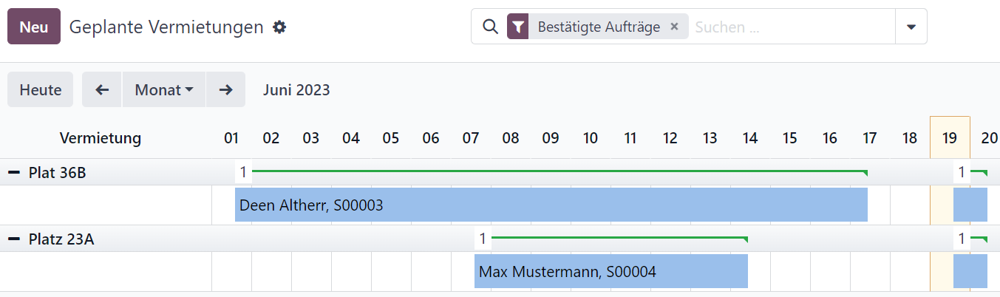 Neu Geplante Vermietungen Bestätigte Aufträge × Suchen ...
Heute Monat Juni 2023
Vermietung 01 02 03 04 05 06 07 08 09 10 11 12 13 14 15 16 17 18 19 20
Plat 36B 1 1
Deen Altherr, S00003
Platz 23A 1 1
Max Mustermann, S00004